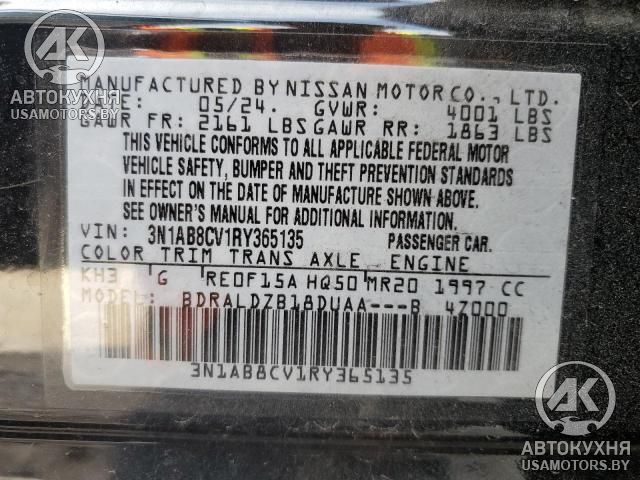 АВТОКУХНЯ
USAMOTORS.BY
MANUFACTURED BY NISSAN MOTOR CO., LTD.
DATE: 05/24. GVWR: 4001 LBS
GAWR FR: 2161 LBS GAWR RR: 1863 LBS
THIS VEHICLE CONFORMS TO ALL APPLICABLE FEDERAL MOTOR
VEHICLE SAFETY, BUMPER AND THEFT PREVENTION STANDARDS
IN EFFECT ON THE DATE OF MANUFACTURE SHOWN ABOVE.
SEE OWNER'S MANUAL FOR ADDITIONAL INFORMATION.
VIN: 3N1AB8CV1RY365135 PASSENGER CAR.
COLOR TRIM TRANS AXLE ENGINE
KH3 G RE0F15A HQ50 MR20 1997 CC
MODEL: BDRALDZB18DUAA---B 4Z000
3N1AB8CV1RY365135
АК
АВТОКУХНЯ
USAMOTORS.BY